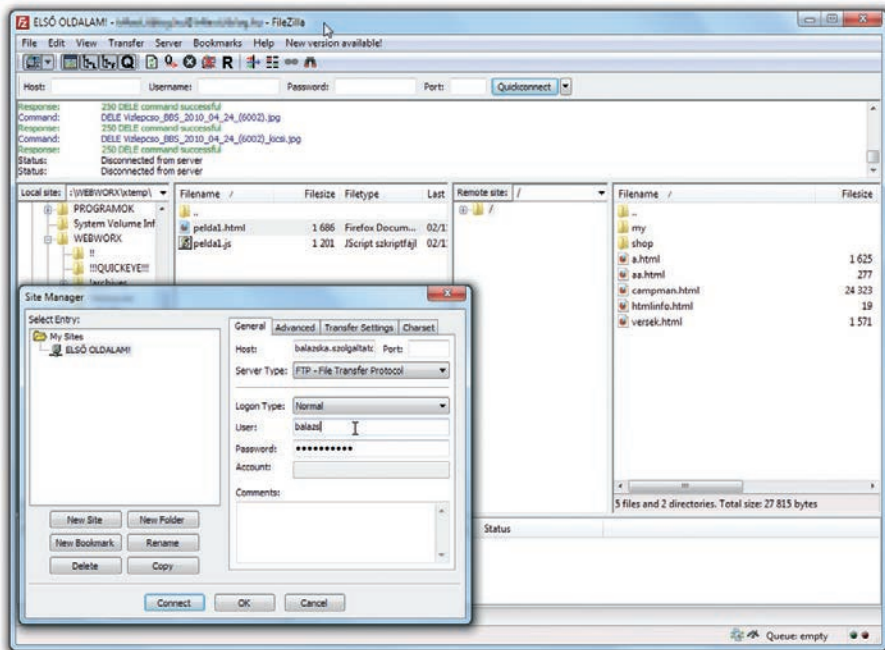 ELSŐ OLDALAM! - - FileZilla
File Edit View Transfer Server Bookmarks Help New version available!
Host: Username: Password: Port: Quickconnect
Response: 250 DELE command successful
Command: DELE Vizlepcso_BBS_2010_04_24_(6002).jpg
Response: 250 DELE command successful
Command: DELE Vizlepcso_BBS_2010_04_24_(6002)_kicsi.jpg
Response: 250 DELE command successful
Status: Disconnected from server
Status: Disconnected from server
Local site: :\WEBWORX\xtemp\
PROGRAMOK
System Volume Inf
WEBWORX
!!
!!!QUICKEYE!!!
!archives
Filename / Filesize Filetype Last
..
pelda1.html 1 686 Firefox Docum... 02/1
pelda1.js 1 201 JScript szkriptfájl 02/1
Remote site: /
/
Filename / Filesize
..
my
shop
a.html 1 625
aa.html 277
campman.html 24 323
htmlinfo.html 19
versek.html 1 571
5 files and 2 directories. Total size: 27 815 bytes
Status
Site Manager
Select Entry:
My Sites
ELSŐ OLDALAM!
New Site New Folder
New Bookmark Rename
Delete Copy
General Advanced Transfer Settings Charset
Host: balazska.szolgaltato Port:
Server Type: FTP - File Transfer Protocol
Logon Type: Normal
User: balazs
Password: ••••••••••
Account:
Comments:
Connect OK Cancel
Queue: empty